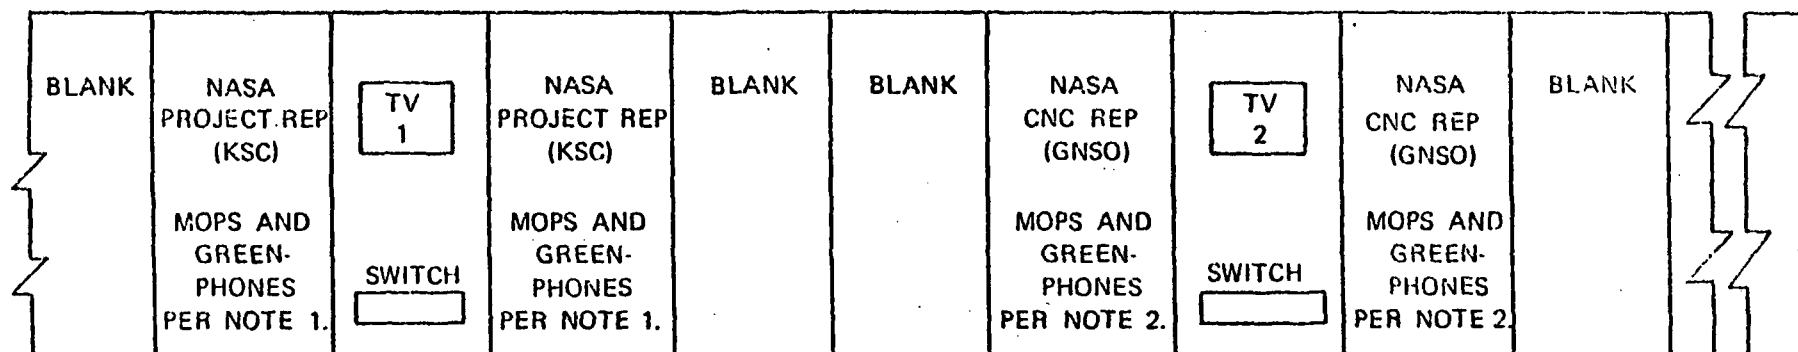 BLANK
NASA
PROJECT REP
(KSC)
MOPS AND
GREEN-
PHONES
PER NOTE 1.
TV
1
SWITCH
NASA
PROJECT REP
(KSC)
MOPS AND
GREEN-
PHONES
PER NOTE 1.
BLANK
BLANK
NASA
CNC REP
(GNSO)
MOPS AND
GREEN-
PHONES
PER NOTE 2.
TV
2
SWITCH
NASA
CNC REP
(GNSO)
MOPS AND
GREEN-
PHONES
PER NOTE 2.
BLANK